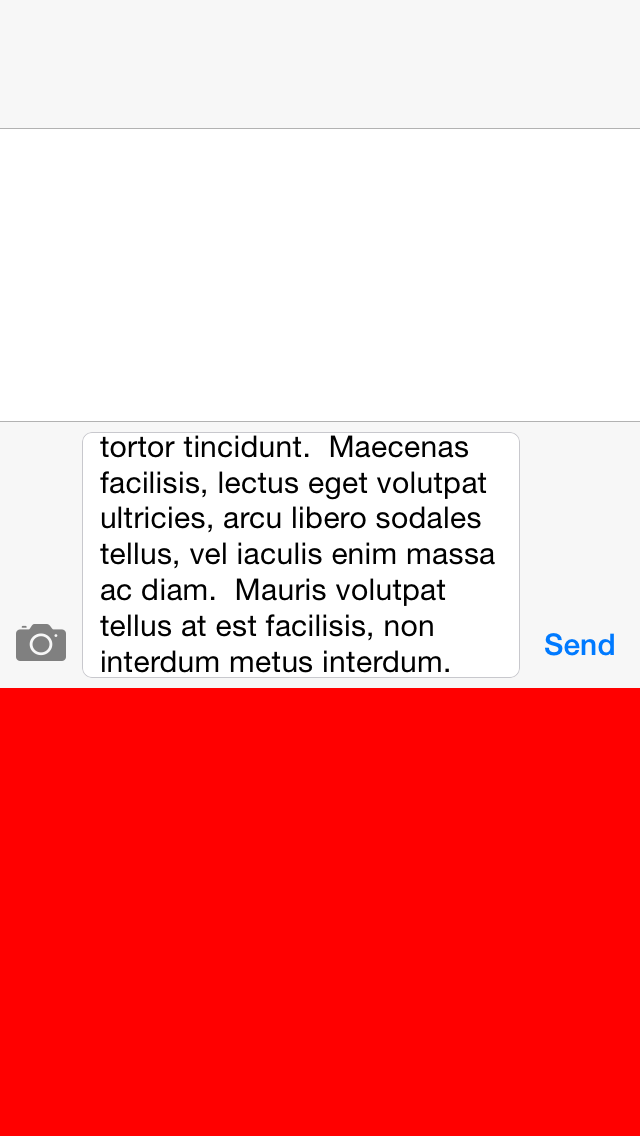 tortor tincidunt.  Maecenas
facilisis, lectus eget volutpat
ultricies, arcu libero sodales
tellus, vel iaculis enim massa
ac diam.  Mauris volutpat
tellus at est facilisis, non
interdum metus interdum.
Send